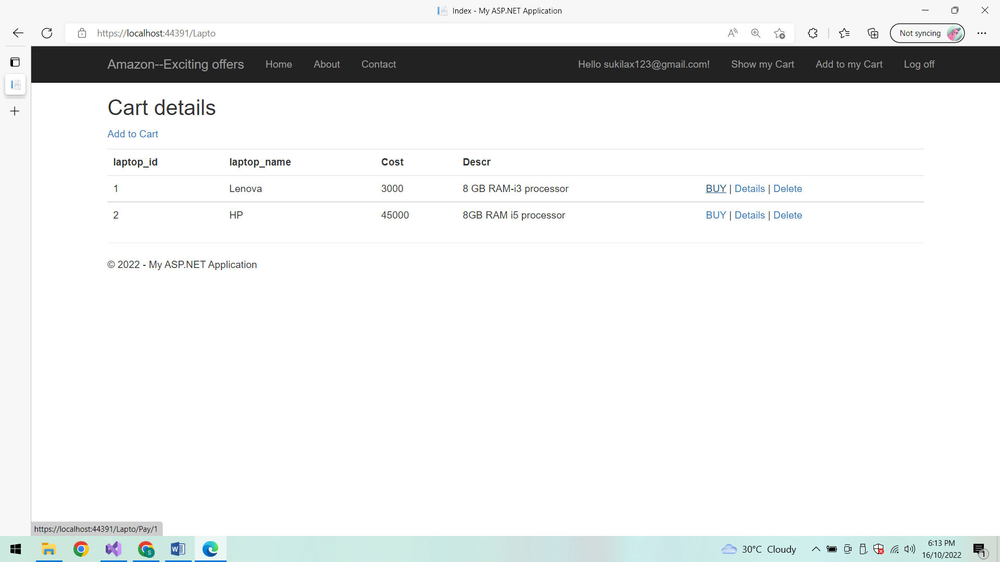 Index - My ASP.NET Application
https://localhost:44391/Lapto
Not syncing
Amazon--Exciting offers Home About Contact Hello sukilax123@gmail.com! Show my Cart Add to my Cart Log off
Cart details
Add to Cart
laptop_id laptop_name Cost Descr
1 Lenova 3000 8 GB RAM-i3 processor BUY | Details | Delete
2 HP 45000 8GB RAM i5 processor BUY | Details | Delete
© 2022 - My ASP.NET Application
https://localhost:44391/Lapto/Pay/1
30°C Cloudy
6:13 PM
16/10/2022
1